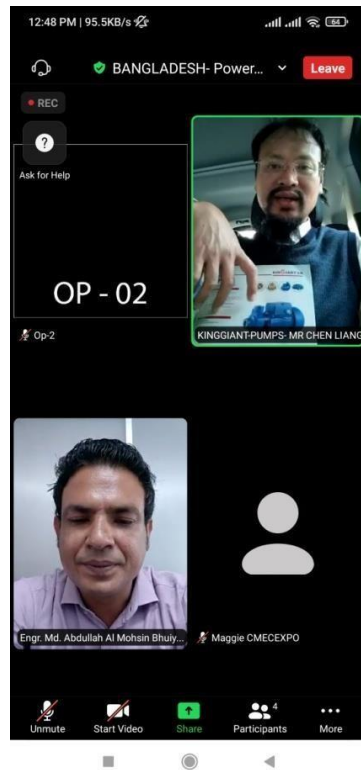 12:48 PM | 95.5KB/s
64
BANGLADESH- Power...
Leave
REC
?
Ask for Help
OP - 02
Op-2
KINGGIANT-PUMPS- MR CHEN LIANG
Engr. Md. Abdullah Al Mohsin Bhuiy...
Maggie CMECEXPO
4
Unmute
Start Video
Share
Participants
More